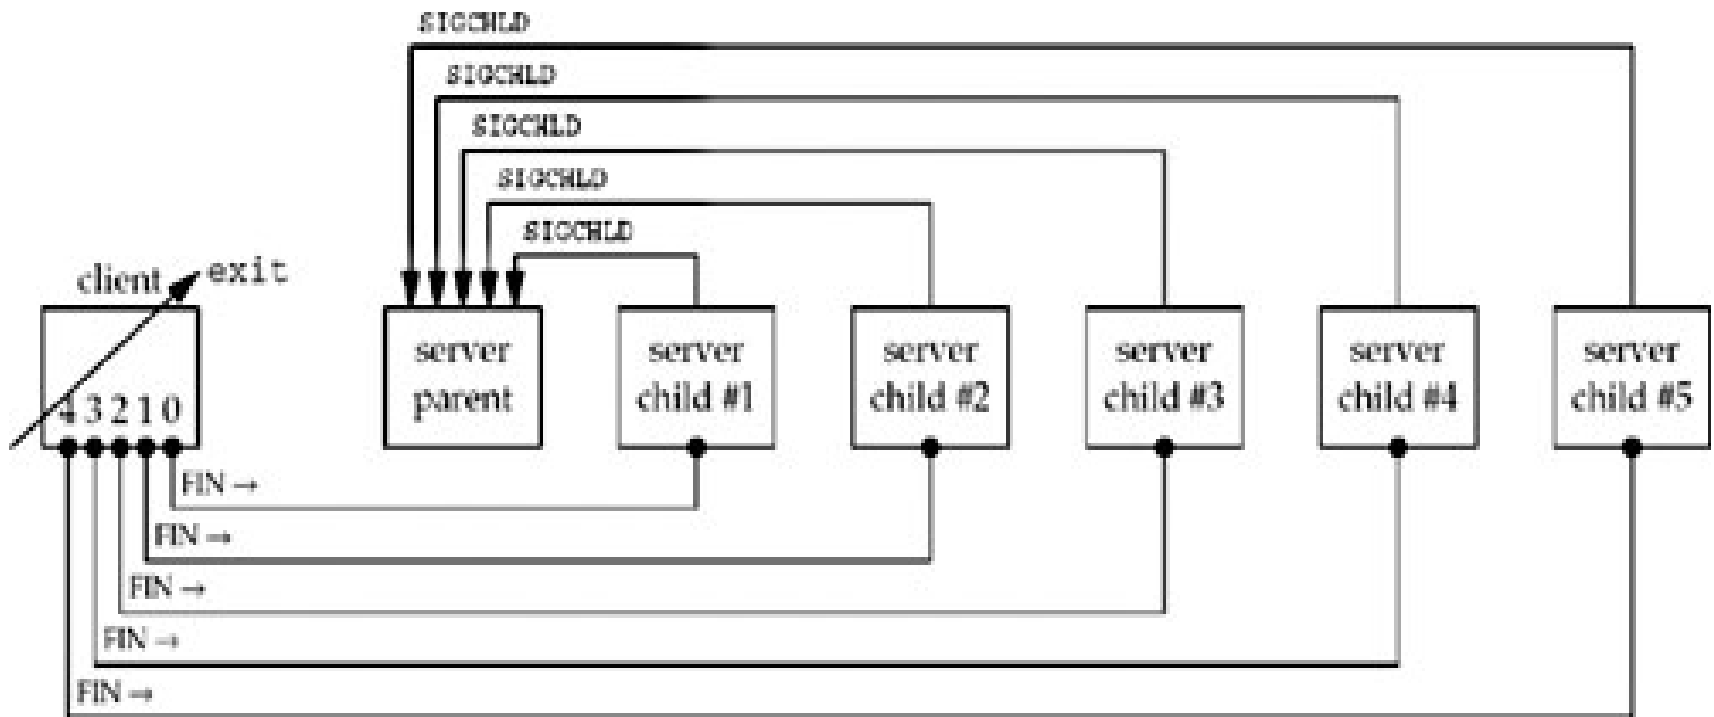 SIGCHLD
SIGCHLD
SIGCHLD
SIGCHLD
SIGCHLD
client
exit
4 3 2 1 0
server
parent
server
child #1
server
child #2
server
child #3
server
child #4
server
child #5
FIN →
FIN →
FIN →
FIN →
FIN →